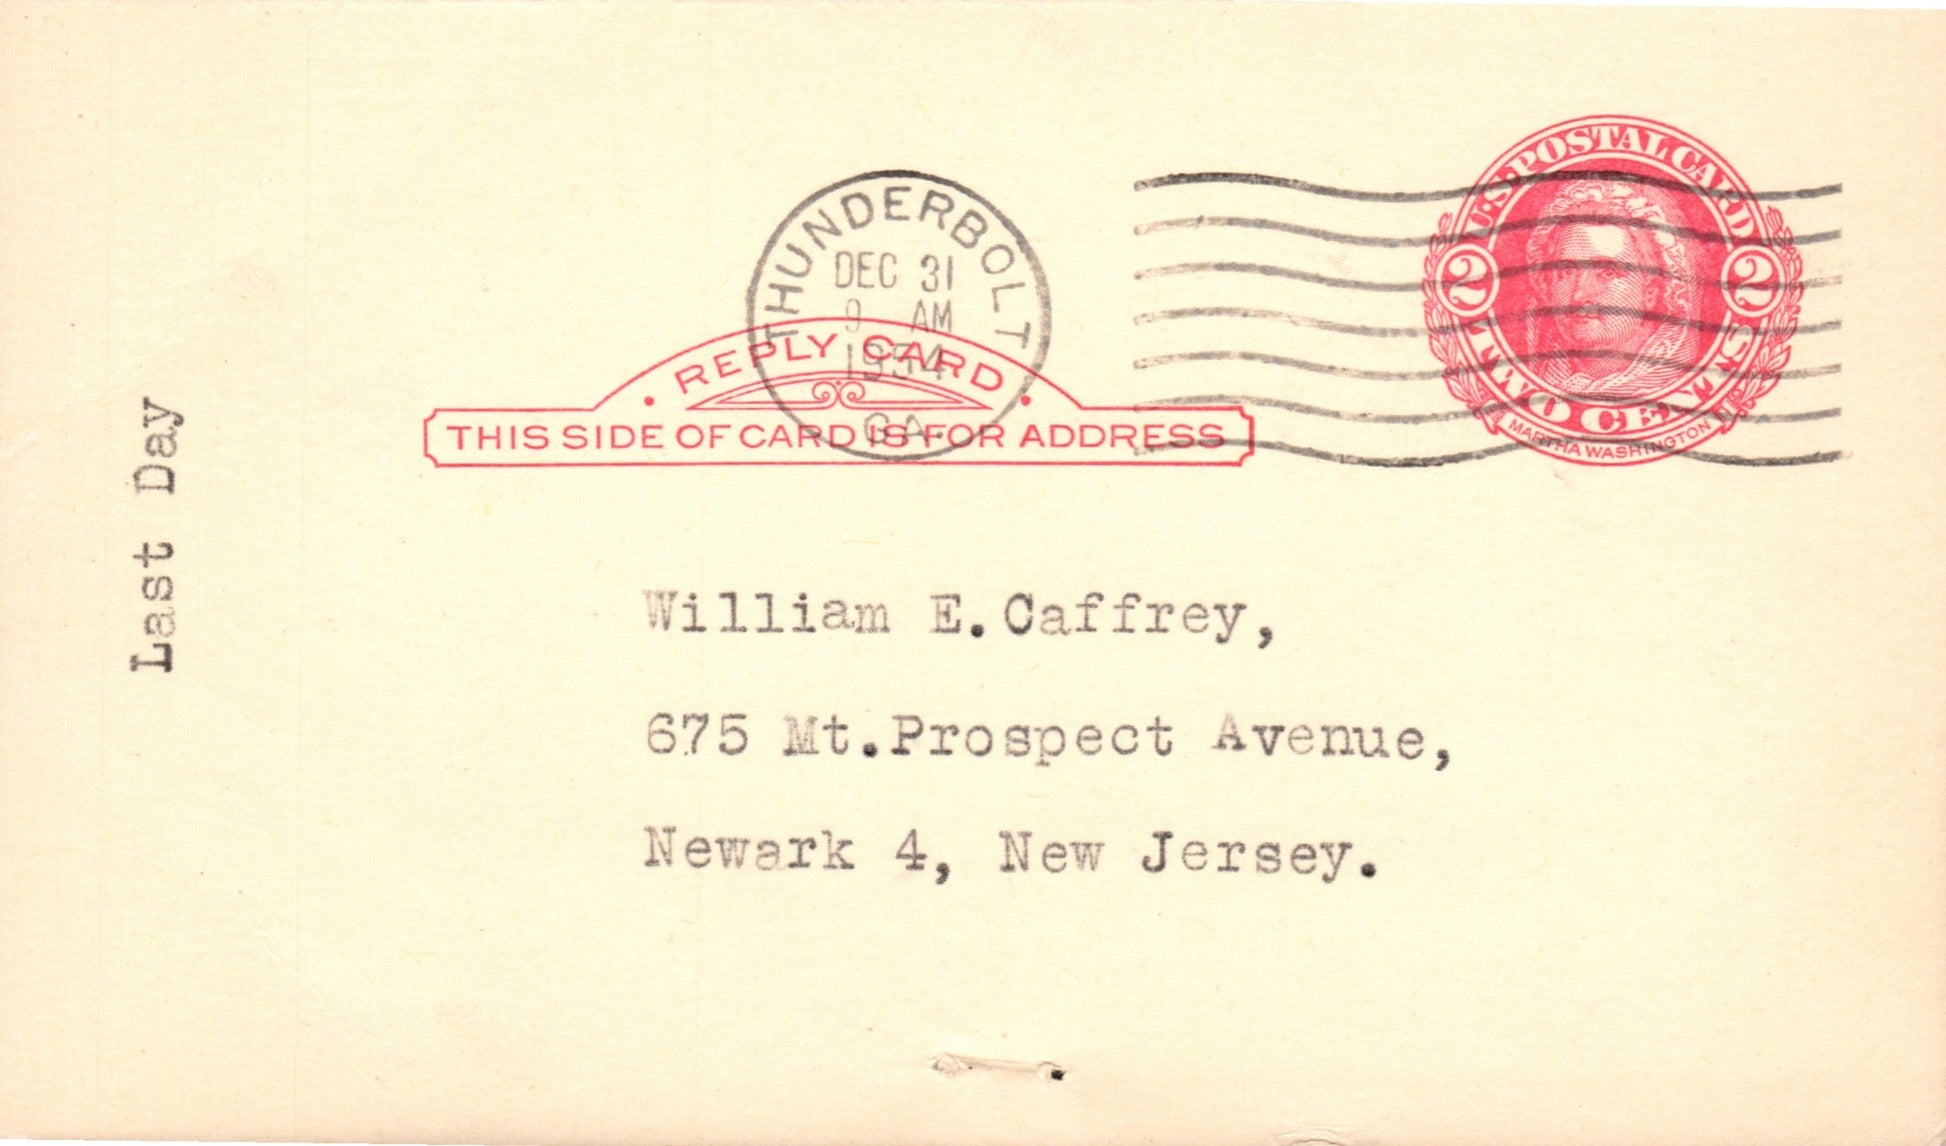 U.S. POSTAL CARD
2 2
TWO CENTS
MARTHA WASHINGTON
THUNDERBOLT
DEC 31
9 AM
1954
GA.
REPLY CARD
THIS SIDE OF CARD IS FOR ADDRESS
Last Day
William E.Caffrey,
675 Mt.Prospect Avenue,
Newark 4, New Jersey.